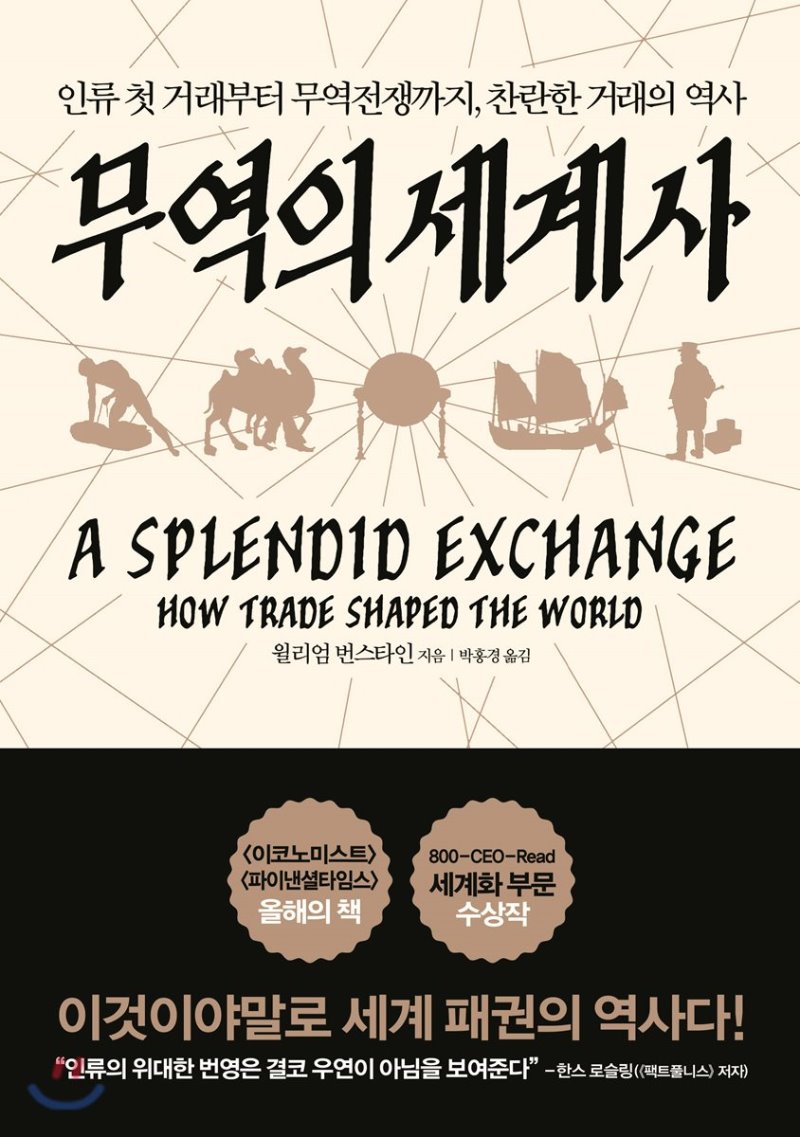 인류 첫 거래부터 무역전쟁까지, 찬란한 거래의 역사
무역의 세계사
A SPLENDID EXCHANGE
HOW TRADE SHAPED THE WORLD
윌리엄 번스타인 지음 | 박홍경 옮김
〈이코노미스트〉
〈파이낸셜타임스〉
올해의 책
800-CEO-Read
세계화 부문
수상작
이것이야말로 세계 패권의 역사다!
“인류의 위대한 번영은 결코 우연이 아님을 보여준다” - 한스 로슬링(《팩트풀니스》 저자)